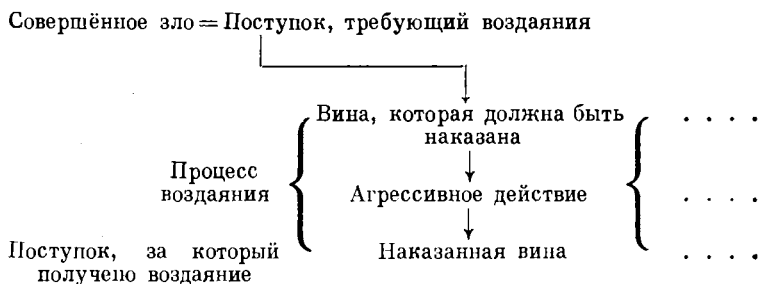 Совершённое зло = Поступок, требующий воздаяния
Вина, которая должна быть . . . .
наказана
Процесс
воздаяния
Агрессивное действие . . . .
Поступок, за который Наказанная вина . . . .
получено воздаяние